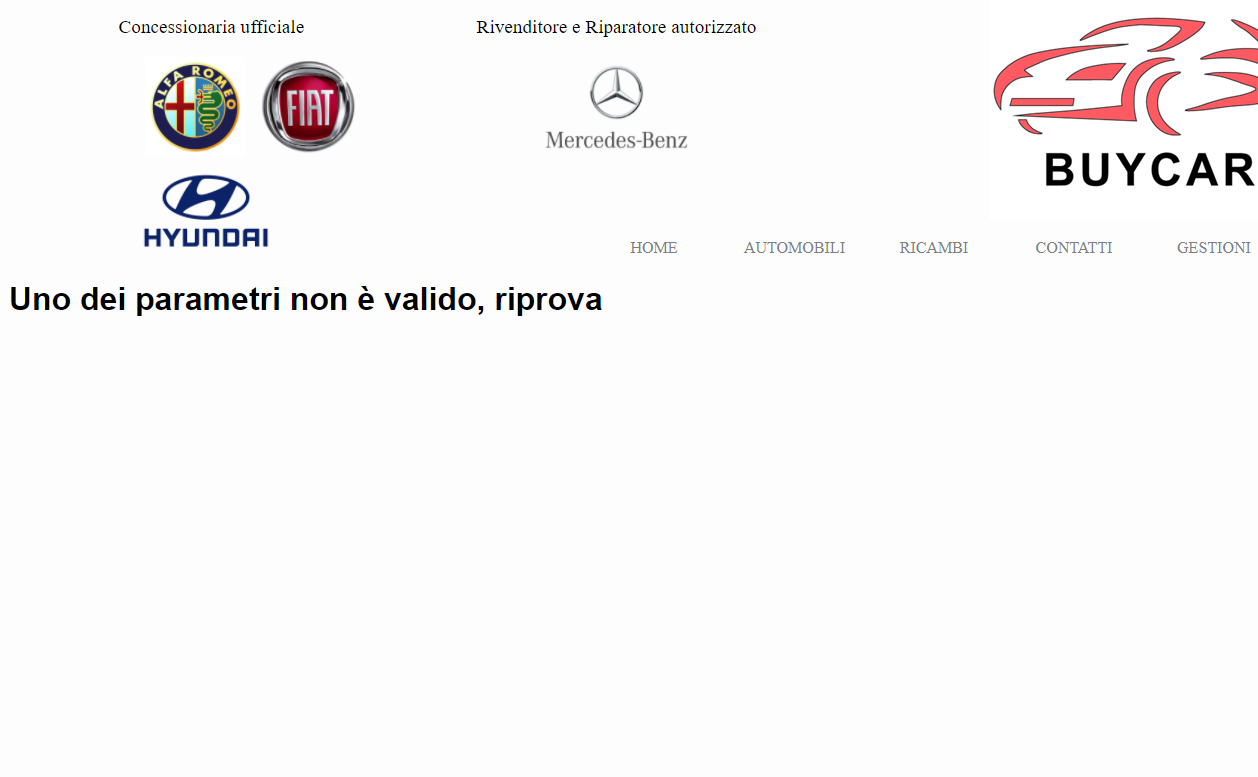 Concessionaria ufficiale
Rivenditore e Riparatore autorizzato
ALFA ROMEO
FIAT
Mercedes-Benz
HYUNDAI
BUYCAR
HOME
AUTOMOBILI
RICAMBI
CONTATTI
GESTIONI
Uno dei parametri non è valido, riprova